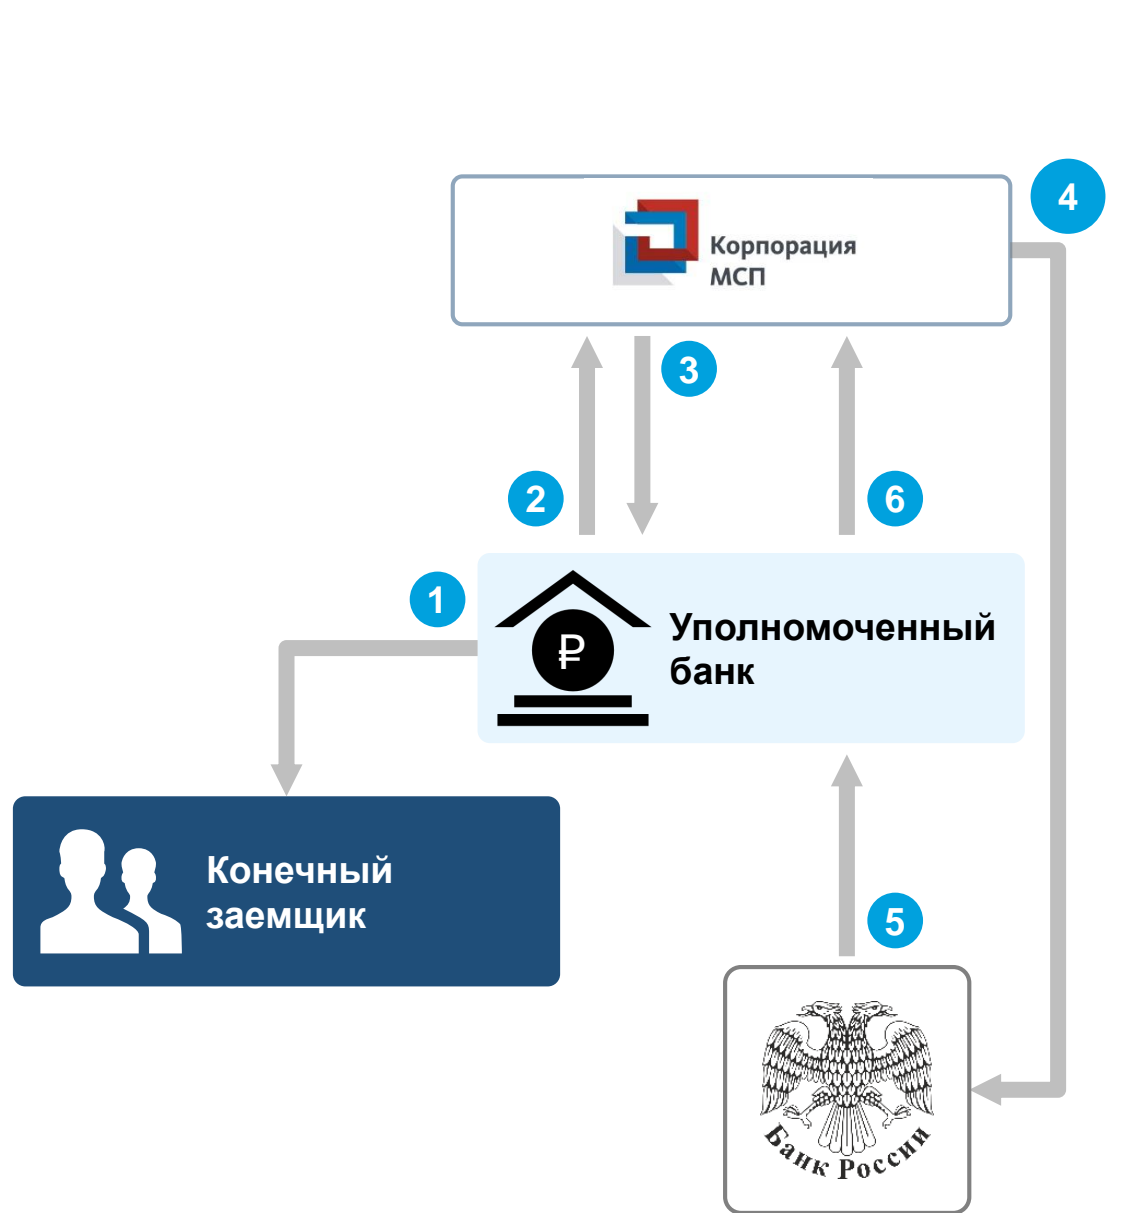 4
Корпорация
МСП
3
2
6
1
₽
Уполномоченный
банк
Конечный
заемщик
5
Банк России